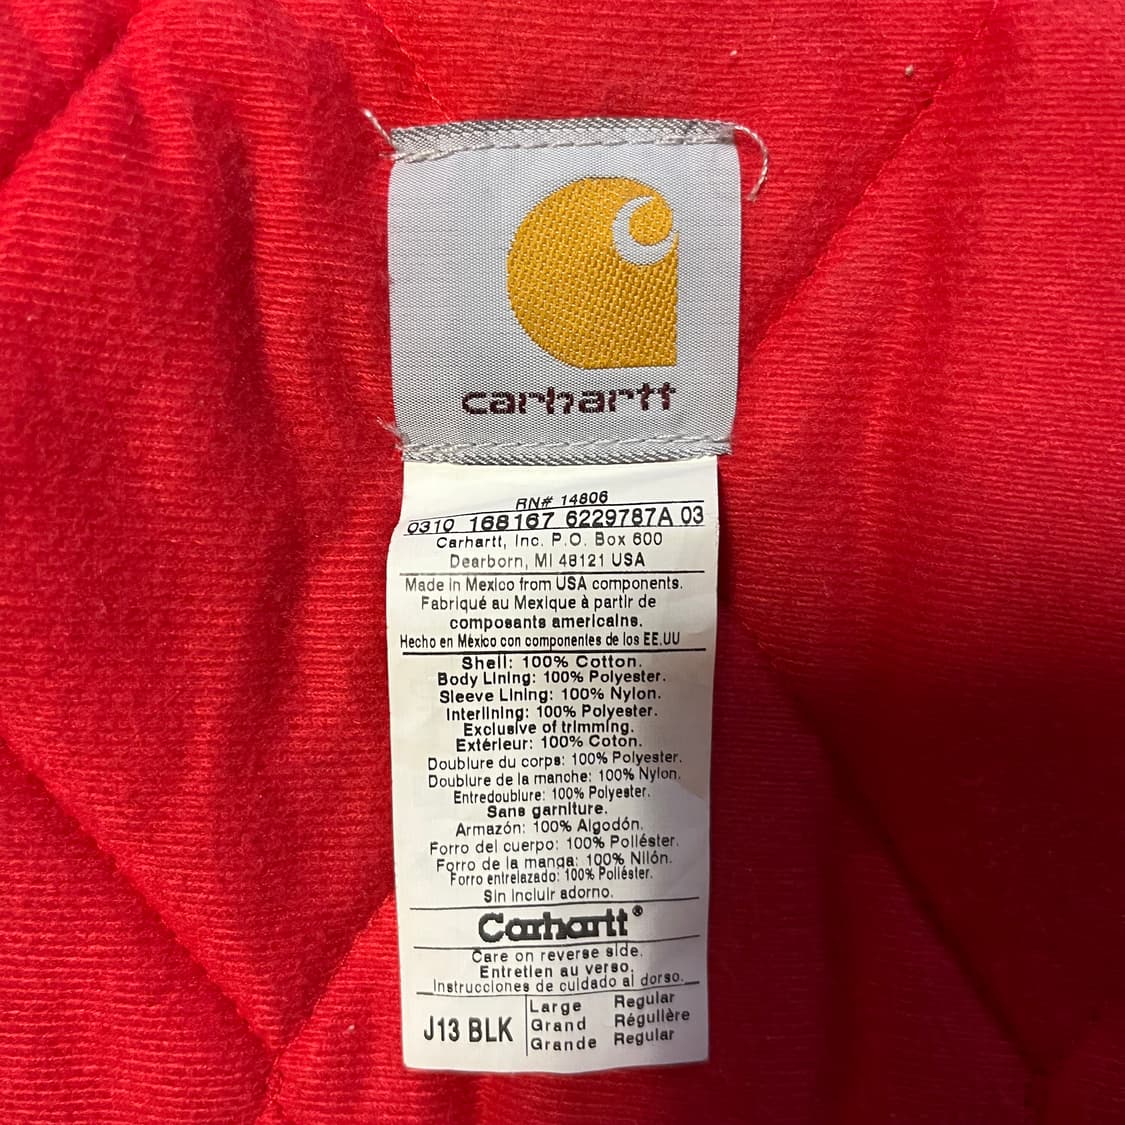 carhartt
RN# 14806
0310 168167 6229787A 03
Carhartt, Inc. P.O. Box 600
Dearborn, MI 48121 USA
Made in Mexico from USA components.
Fabriqué au Mexique à partir de
composants americains.
Hecho en México con componentes de los EE.UU
Shell: 100% Cotton.
Body Lining: 100% Polyester.
Sleeve Lining: 100% Nylon.
Interlining: 100% Polyester.
Exclusive of trimming.
Extérieur: 100% Coton.
Doublure du corps: 100% Polyester.
Doublure de la manche: 100% Nylon.
Entredoublure: 100% Polyester.
Sans garniture.
Armazón: 100% Algodón.
Forro del cuerpo: 100% Poliéster.
Forro de la manga: 100% Nilón.
Forro entrelazado: 100% Poliéster.
Sin incluir adorno.
Carhartt®
Care on reverse side.
Entretien au verso.
Instrucciones de cuidado al dorso.
J13 BLK
Large Regular
Grand Régulière
Grande Regular